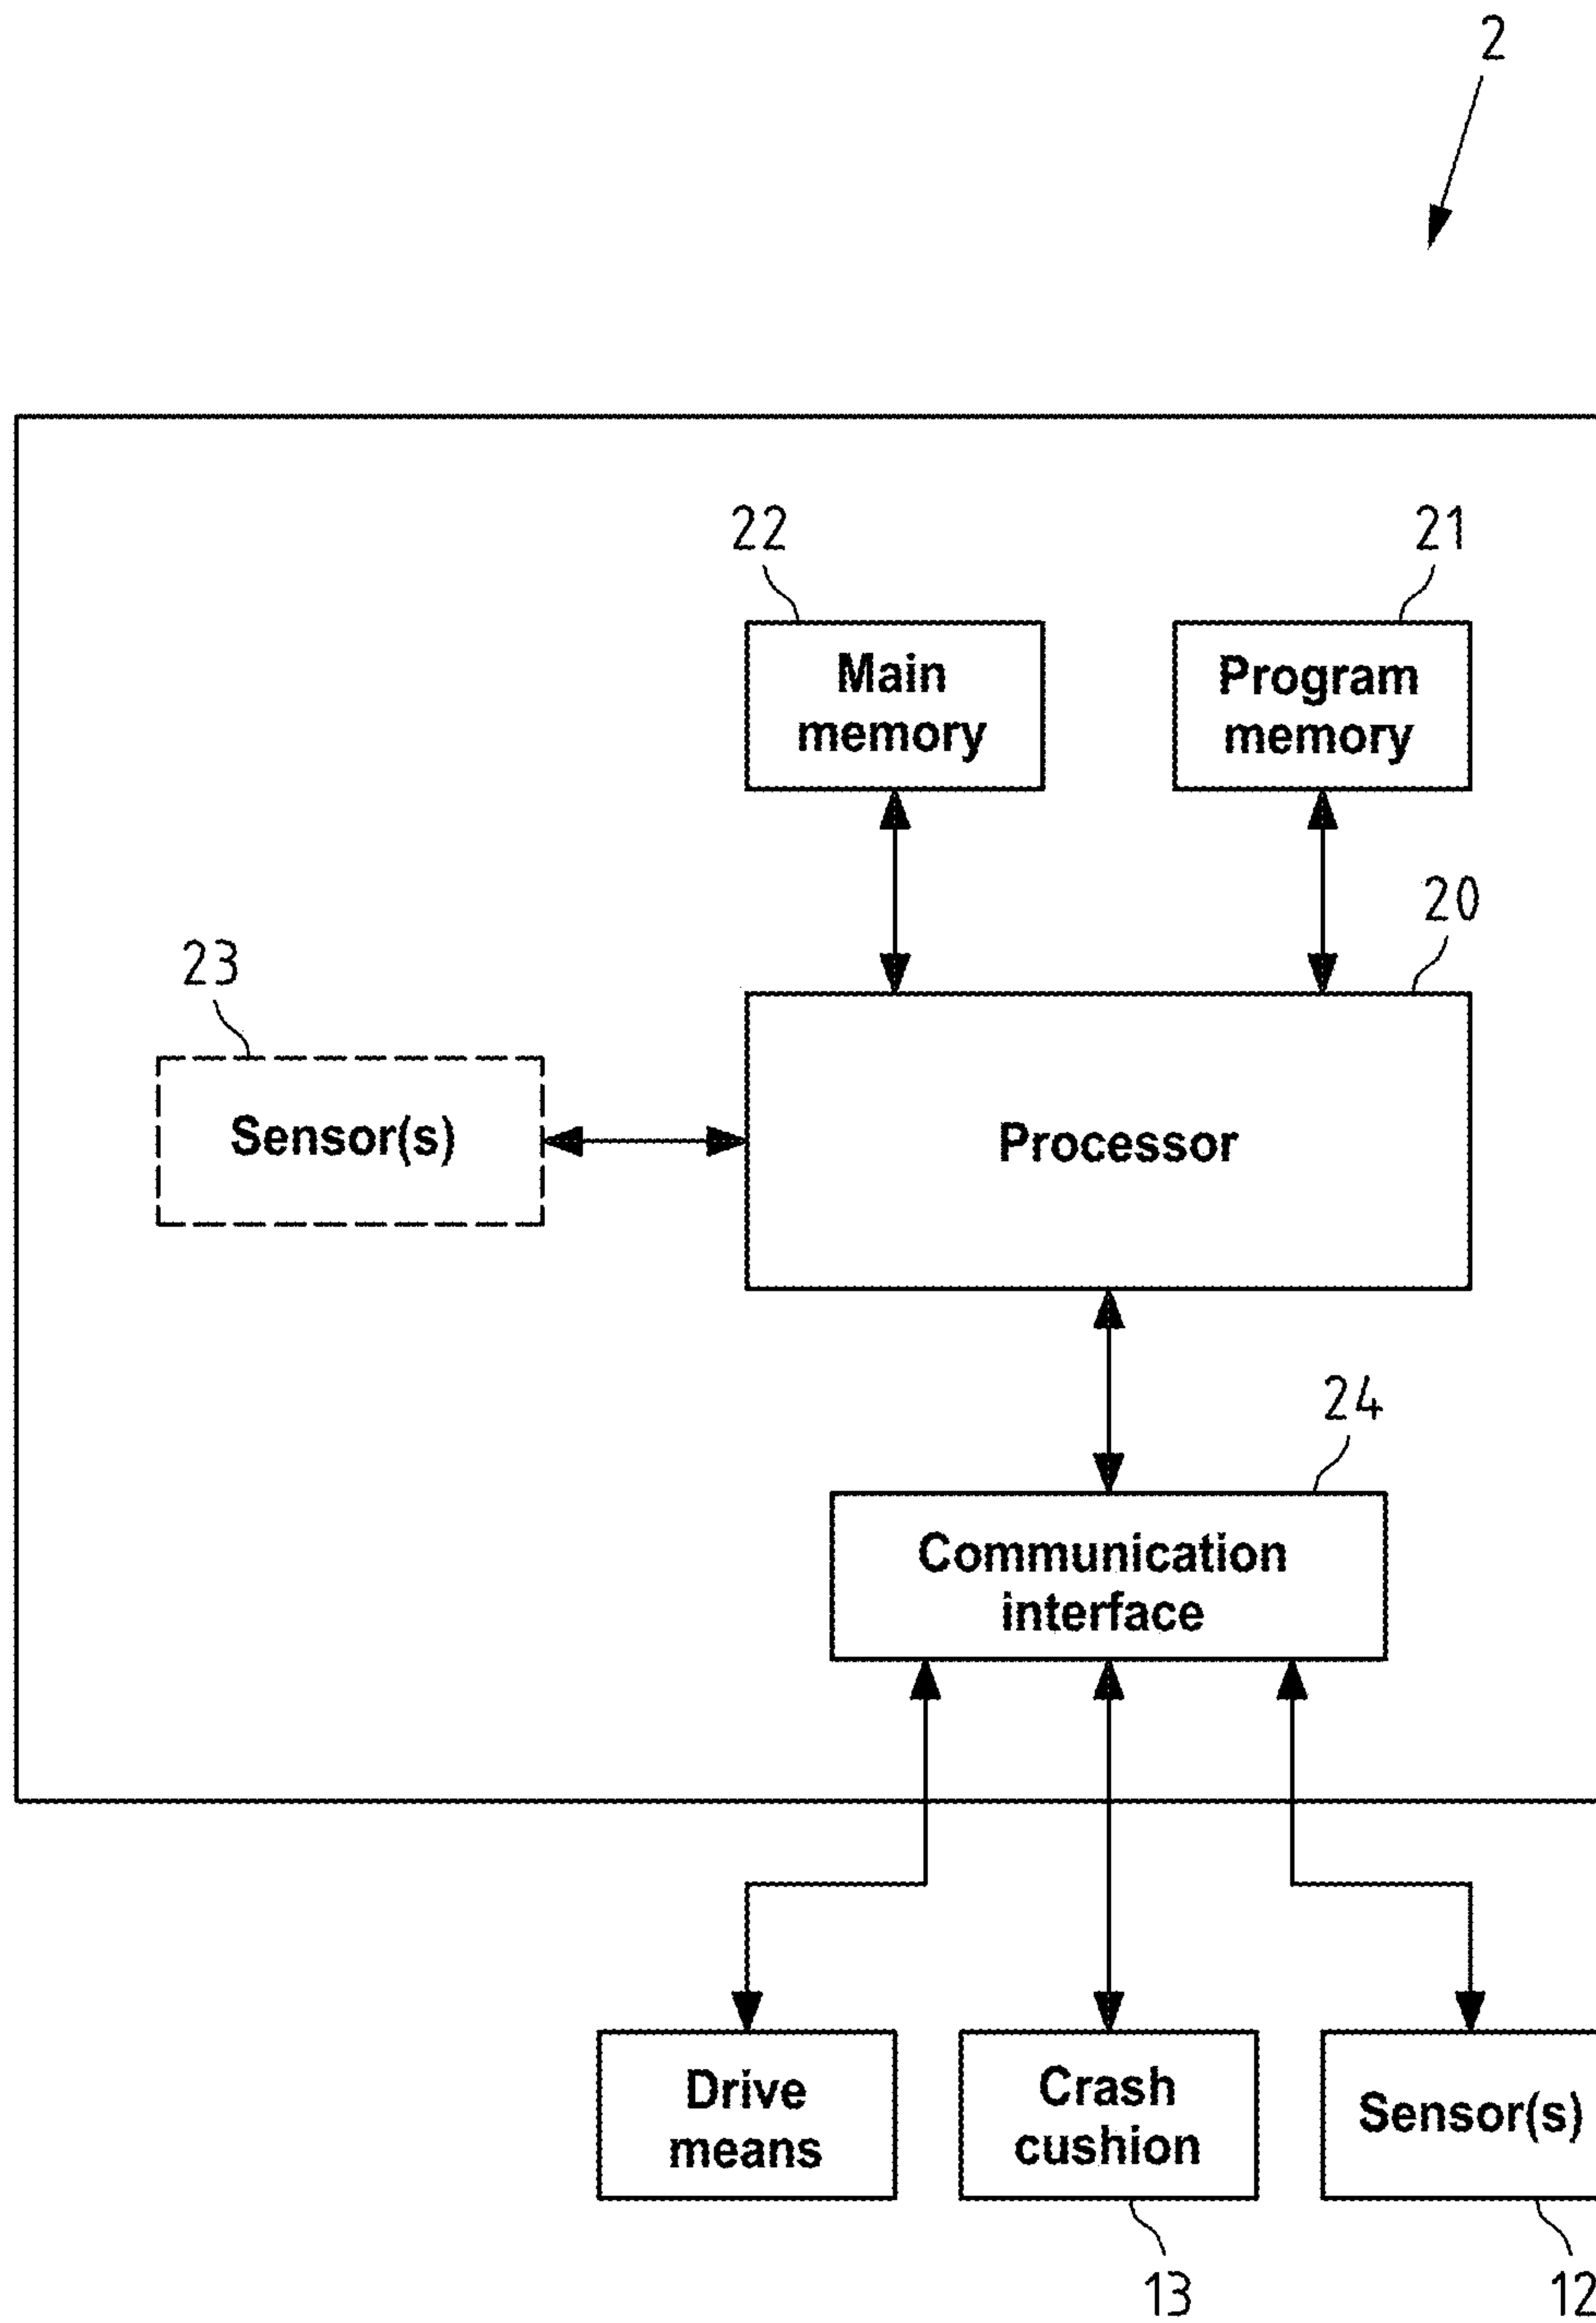 2
22
21
Main
memory
Program
memory
20
23
Sensor(s)
Processor
24
Communication
interface
Drive
means
Crash
cushion
Sensor(s)
13
12